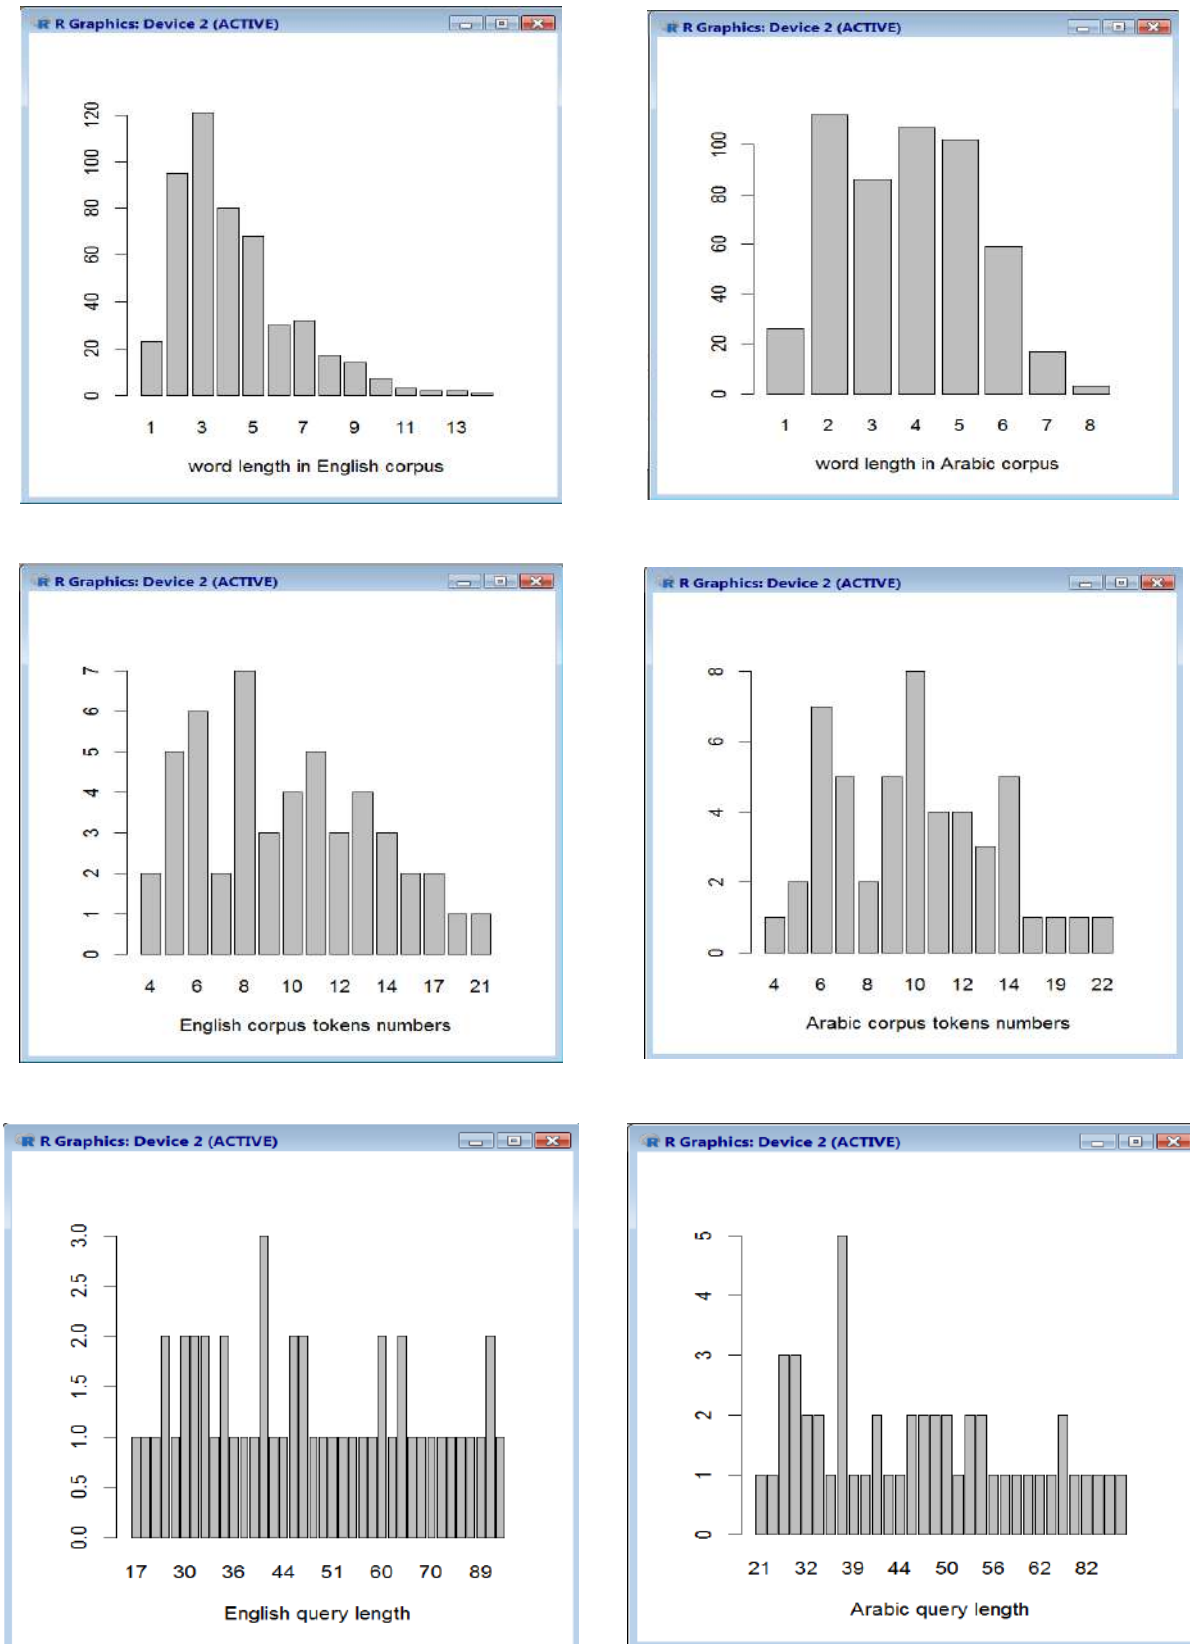 R Graphics: Device 2 (ACTIVE)
120
100
80
60
40
20
0
1 3 5 7 9 11 13
word length in English corpus
R Graphics: Device 2 (ACTIVE)
100
80
60
40
20
0
1 2 3 4 5 6 7 8
word length in Arabic corpus
R Graphics: Device 2 (ACTIVE)
7
6
5
4
3
2
1
0
4 6 8 10 12 14 17 21
English corpus tokens numbers
R Graphics: Device 2 (ACTIVE)
8
6
4
2
0
4 6 8 10 12 14 19 22
Arabic corpus tokens numbers
R Graphics: Device 2 (ACTIVE)
3.0
2.5
2.0
1.5
1.0
0.5
0.0
17 30 36 44 51 60 70 89
English query length
R Graphics: Device 2 (ACTIVE)
5
4
3
2
1
0
21 32 39 44 50 56 62 82
Arabic query length